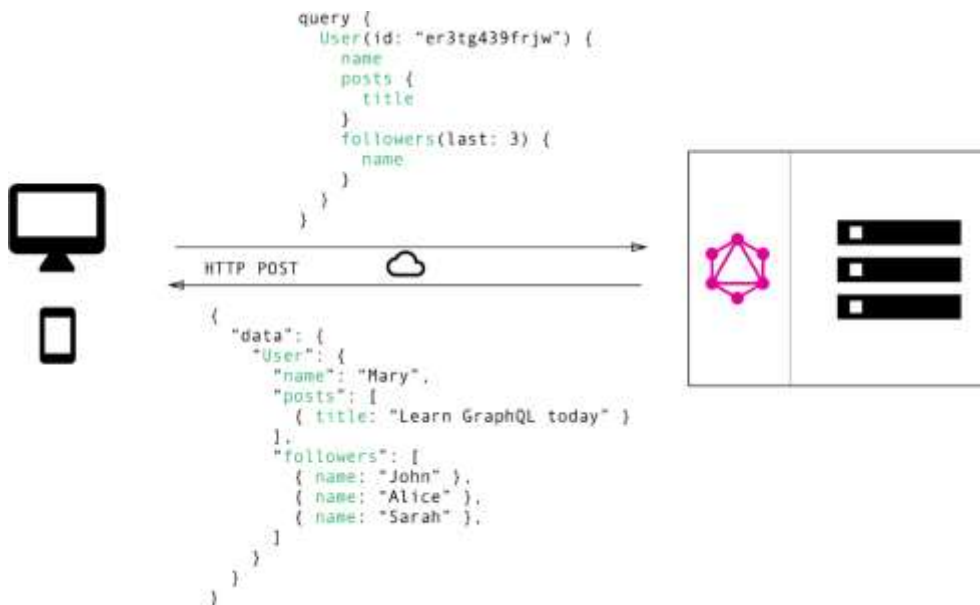 query {
User(id: "er3tg439frjw") {
name
posts {
title
}
followers(last: 3) {
name
}
}
}
HTTP POST
{
"data": {
"User": {
"name": "Mary",
"posts": [
{ title: "Learn GraphQL today" }
],
"followers": [
{ name: "John" },
{ name: "Alice" },
{ name: "Sarah" },
]
}
}
}